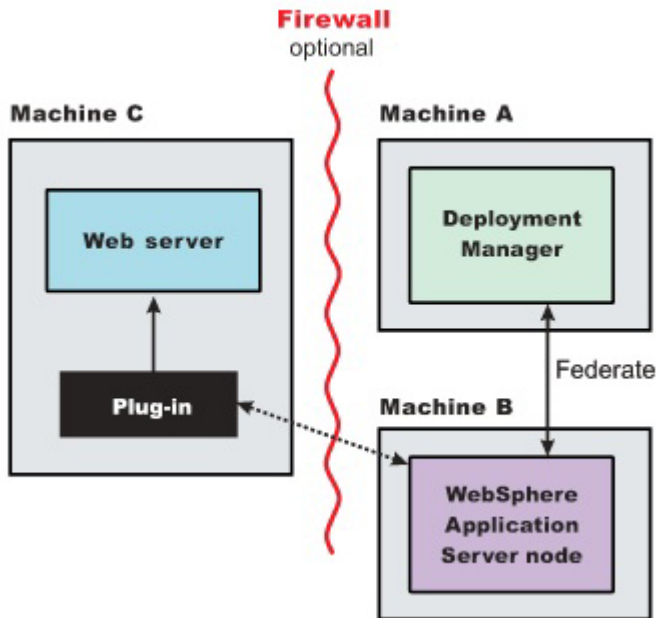 Firewall
optional
Machine C
Web server
Plug-in
Machine A
Deployment
Manager
Federate
Machine B
WebSphere
Application
Server node